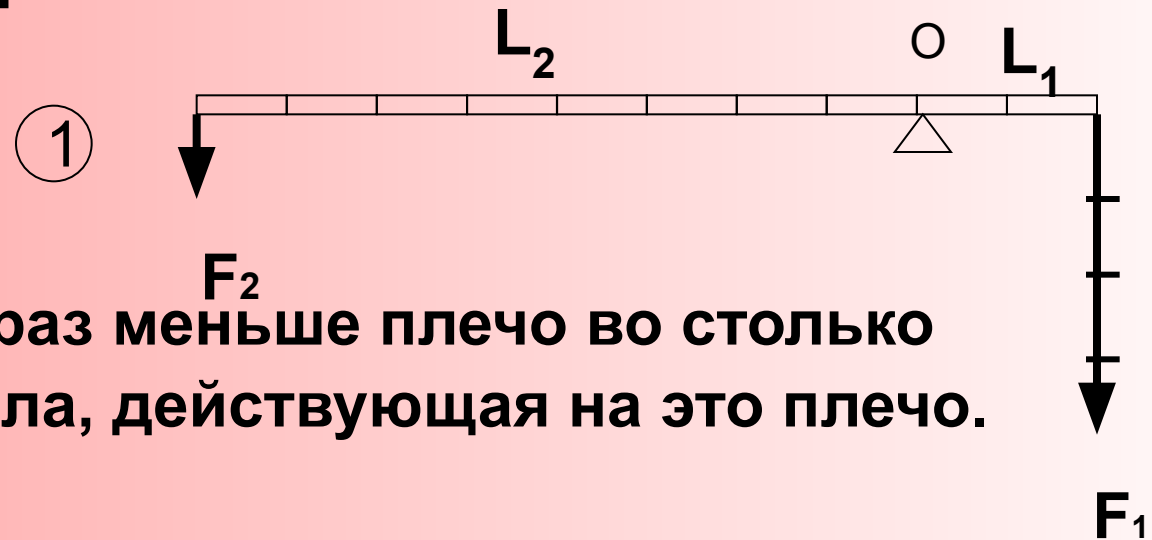 L2
O
L1
1
F2
раз меньше плечо во столько
ла, действующая на это плечо.
F1